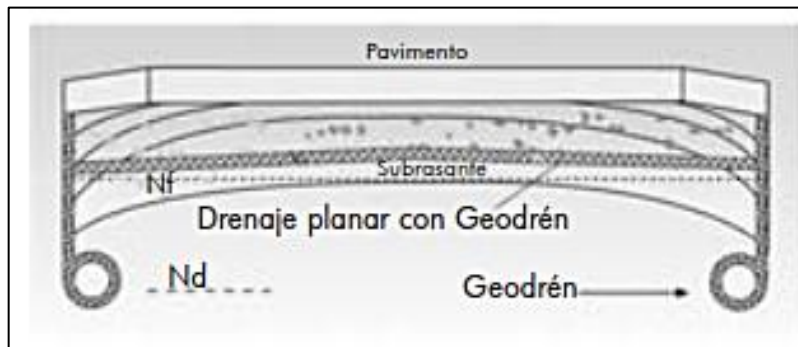 Pavimento
Subrasante
Nf
Drenaje planar con Geodrén
Nd
Geodrén